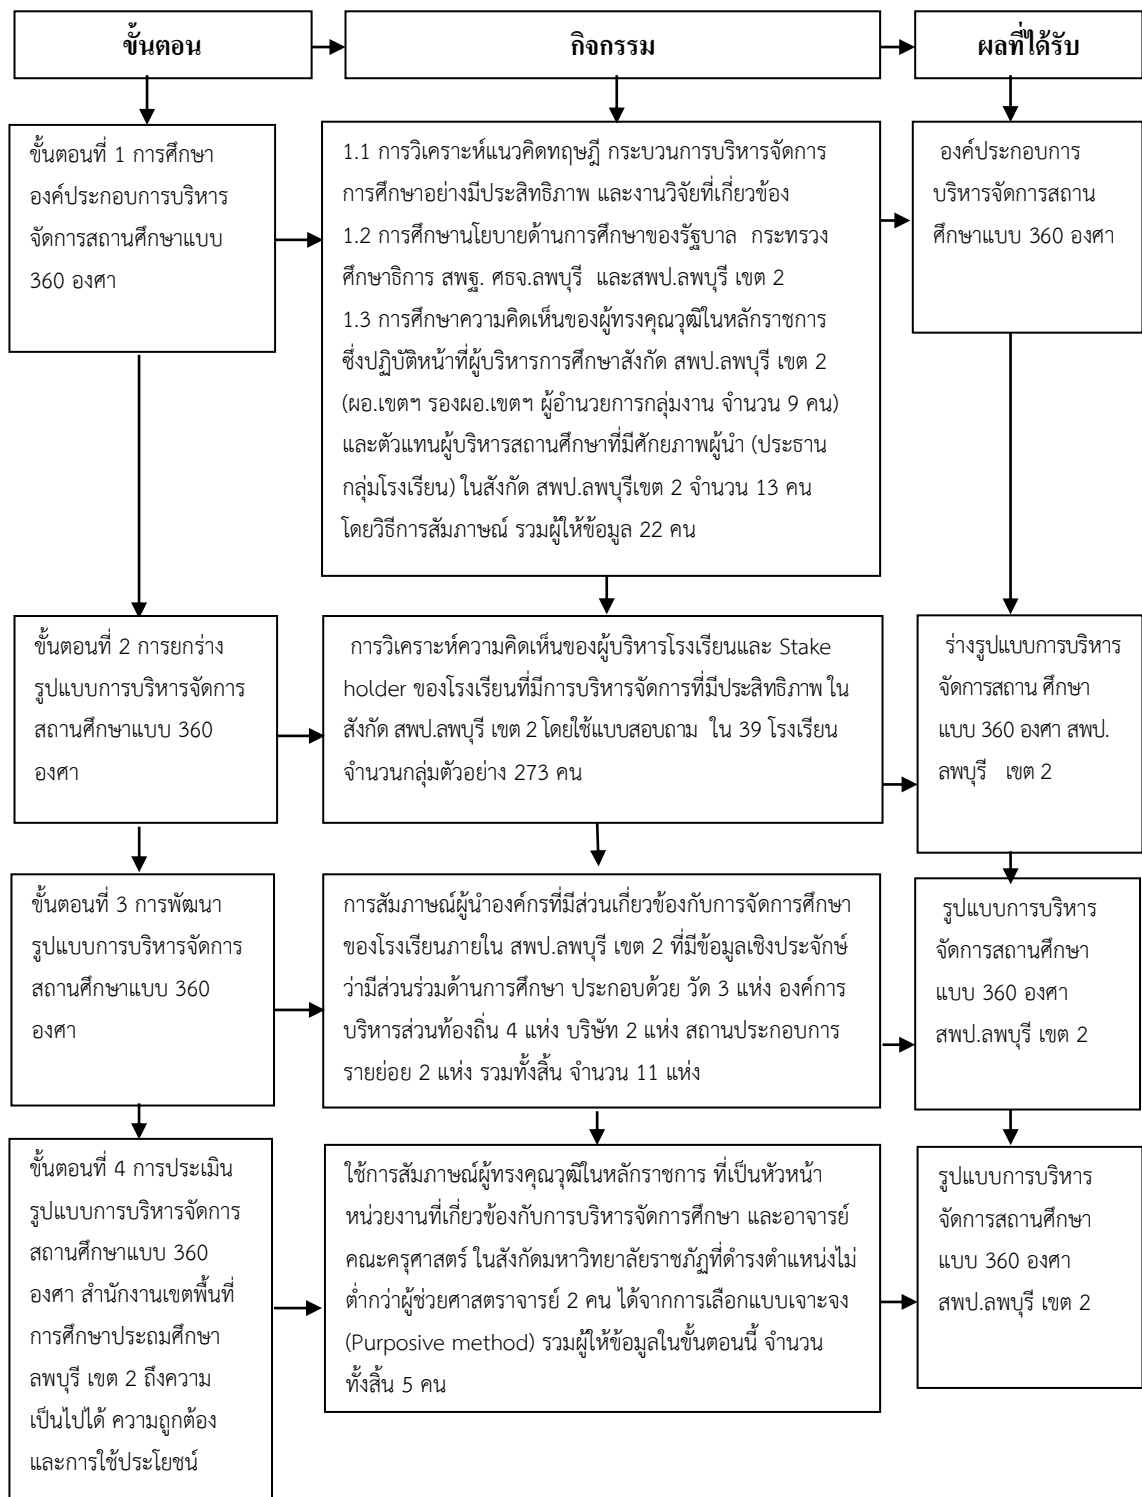 ขั้นตอน
กิจกรรม
ผลที่ได้รับ
ขั้นตอนที่ 1 การศึกษา
องค์ประกอบการบริหาร
จัดการสถานศึกษาแบบ
360 องศา
1.1 การวิเคราะห์แนวคิดทฤษฎี กระบวนการบริหารจัดการ
การศึกษาอย่างมีประสิทธิภาพ และงานวิจัยที่เกี่ยวข้อง
1.2 การศึกษานโยบายด้านการศึกษาของรัฐบาล กระทรวง
ศึกษาธิการ สพฐ. ศธจ.ลพบุรี และสพป.ลพบุรี เขต 2
1.3 การศึกษาความคิดเห็นของผู้ทรงคุณวุฒิในหลักราชการ
ซึ่งปฏิบัติหน้าที่ผู้บริหารการศึกษาสังกัด สพป.ลพบุรี เขต 2
(ผอ.เขตฯ รองผอ.เขตฯ ผู้อำนวยการกลุ่มงาน จำนวน 9 คน)
และตัวแทนผู้บริหารสถานศึกษาที่มีศักยภาพผู้นำ (ประธาน
กลุ่มโรงเรียน) ในสังกัด สพป.ลพบุรีเขต 2 จำนวน 13 คน
โดยวิธีการสัมภาษณ์ รวมผู้ให้ข้อมูล 22 คน
องค์ประกอบการ
บริหารจัดการสถาน
ศึกษาแบบ 360 องศา
ขั้นตอนที่ 2 การยกร่าง
รูปแบบการบริหารจัดการ
สถานศึกษาแบบ 360
องศา
การวิเคราะห์ความคิดเห็นของผู้บริหารโรงเรียนและ Stake
holder ของโรงเรียนที่มีการบริหารจัดการที่มีประสิทธิภาพ ใน
สังกัด สพป.ลพบุรี เขต 2 โดยใช้แบบสอบถาม ใน 39 โรงเรียน
จำนวนกลุ่มตัวอย่าง 273 คน
ร่างรูปแบบการบริหาร
จัดการสถาน ศึกษา
แบบ 360 องศา สพป.
ลพบุรี เขต 2
ขั้นตอนที่ 3 การพัฒนา
รูปแบบการบริหารจัดการ
สถานศึกษาแบบ 360
องศา
การสัมภาษณ์ผู้นำองค์กรที่มีส่วนเกี่ยวข้องกับการจัดการศึกษา
ของโรงเรียนภายใน สพป.ลพบุรี เขต 2 ที่มีข้อมูลเชิงประจักษ์
ว่ามีส่วนร่วมด้านการศึกษา ประกอบด้วย วัด 3 แห่ง องค์การ
บริหารส่วนท้องถิ่น 4 แห่ง บริษัท 2 แห่ง สถานประกอบการ
รายย่อย 2 แห่ง รวมทั้งสิ้น จำนวน 11 แห่ง
รูปแบบการบริหาร
จัดการสถานศึกษา
แบบ 360 องศา
สพป.ลพบุรี เขต 2
ขั้นตอนที่ 4 การประเมิน
รูปแบบการบริหารจัดการ
สถานศึกษาแบบ 360
องศา สำนักงานเขตพื้นที่
การศึกษาประถมศึกษา
ลพบุรี เขต 2 ถึงความ
เป็นไปได้ ความถูกต้อง
และการใช้ประโยชน์
ใช้การสัมภาษณ์ผู้ทรงคุณวุฒิในหลักราชการ ที่เป็นหัวหน้า
หน่วยงานที่เกี่ยวข้องกับการบริหารจัดการศึกษา และอาจารย์
คณะครุศาสตร์ ในสังกัดมหาวิทยาลัยราชภัฏที่ดำรงตำแหน่งไม่
ต่ำกว่าผู้ช่วยศาสตราจารย์ 2 คน ได้จากการเลือกแบบเจาะจง
(Purposive method) รวมผู้ให้ข้อมูลในขั้นตอนนี้ จำนวน
ทั้งสิ้น 5 คน
รูปแบบการบริหาร
จัดการสถานศึกษา
แบบ 360 องศา
สพป.ลพบุรี เขต 2